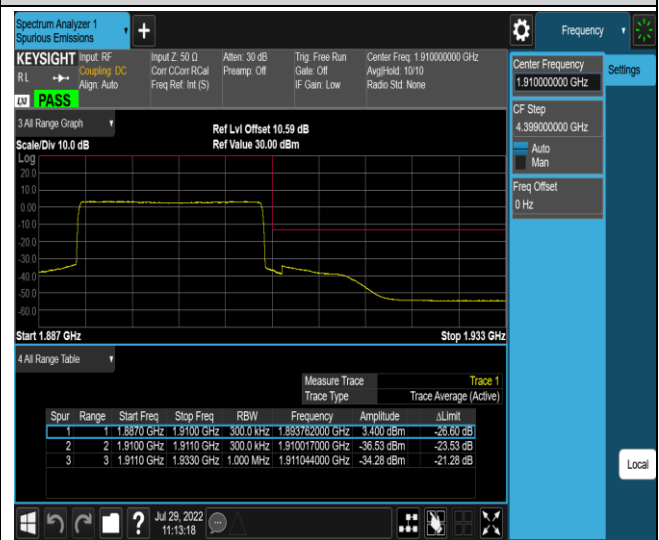 Spectrum Analyzer 1
Spurious Emissions
+
Frequency
KEYSIGHT Input: RF Input Z: 50 Ω Atten: 30 dB Trig: Free Run Center Freq: 1.910000000 GHz
RL Coupling: DC Corr CCorr RCal Preamp: Off Gate: Off Avg|Hold: 10/10
Align: Auto Freq Ref: Int (S) IF Gain: Low Radio Std: None
LW PASS
3 All Range Graph
Ref Lvl Offset 10.59 dB
Scale/Div 10.0 dB Ref Value 30.00 dBm
Log
20.0
10.0
0.00
-10.0
-20.0
-30.0
-40.0
-50.0
-60.0
Start 1.887 GHz Stop 1.933 GHz
4 All Range Table
Measure Trace Trace 1
Trace Type Trace Average (Active)
Spur Range Start Freq Stop Freq RBW Frequency Amplitude ΔLimit
1 1 1.8870 GHz 1.9100 GHz 300.0 kHz 1.893762000 GHz 3.400 dBm -26.60 dB
2 2 1.9100 GHz 1.9110 GHz 300.0 kHz 1.910017000 GHz -36.53 dBm -23.53 dB
3 3 1.9110 GHz 1.9330 GHz 1.000 MHz 1.911044000 GHz -34.28 dBm -21.28 dB
Center Frequency
1.910000000 GHz
Settings
CF Step
4.399000000 GHz
Auto
Man
Freq Offset
0 Hz
Local
? Jul 29, 2022
11:13:18